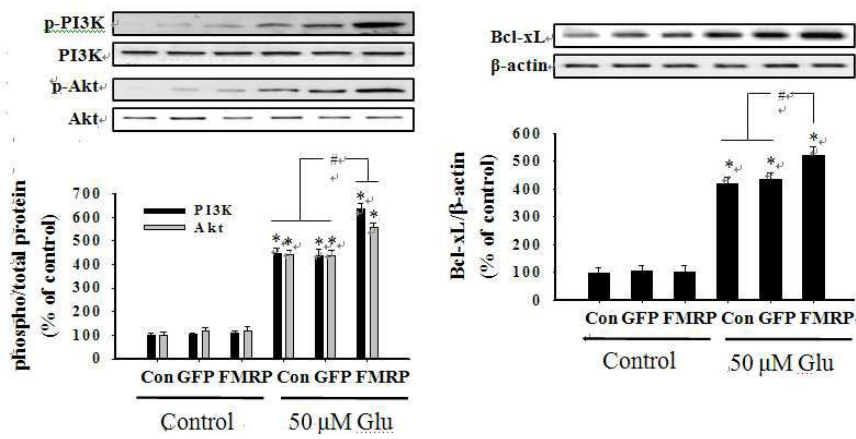 p-PI3K
PI3K
p-Akt
Akt
#
phospho/total protein
(% of control)
700
600
500
400
300
200
100
0
PI3K
Akt
* * * * * *
Con GFP FMRP Con GFP FMRP
Control 50 μM Glu
Bcl-xL
β-actin
#
Bcl-xL/β-actin
(% of control)
600
500
400
300
200
100
0
* * *
Con GFP FMRP Con GFP FMRP
Control 50 μM Glu